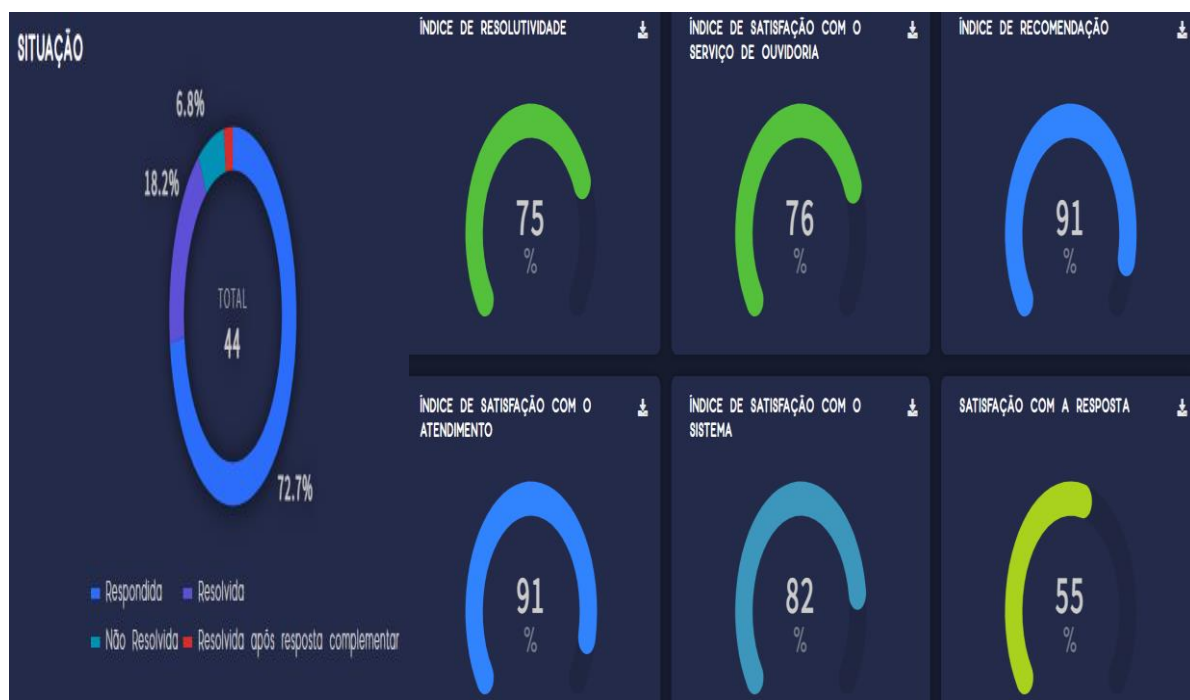 SITUAÇÃO
6.8%
18.2%
TOTAL
44
72.7%
Respondida
Resolvida
Não Resolvida
Resolvida após resposta complementar
ÍNDICE DE RESOLUTIVIDADE
75
%
ÍNDICE DE SATISFAÇÃO COM O
SERVIÇO DE OUVIDORIA
76
%
ÍNDICE DE RECOMENDAÇÃO
91
%
ÍNDICE DE SATISFAÇÃO COM O
ATENDIMENTO
91
%
ÍNDICE DE SATISFAÇÃO COM O
SISTEMA
82
%
SATISFAÇÃO COM A RESPOSTA
55
%